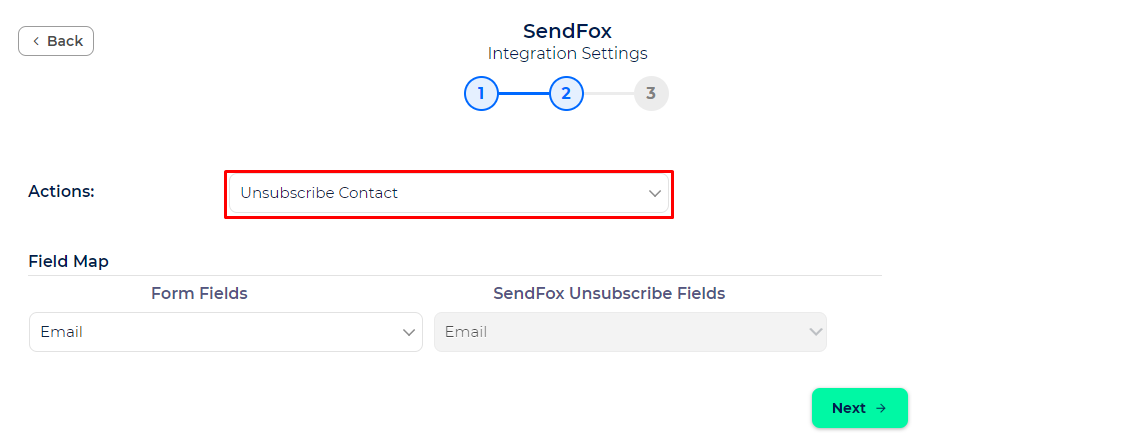 SendFox
Back
Integration Settings
1 2 3
Actions: Unsubscribe Contact
Field Map
Form Fields SendFox Unsubscribe Fields
Email Email
Next